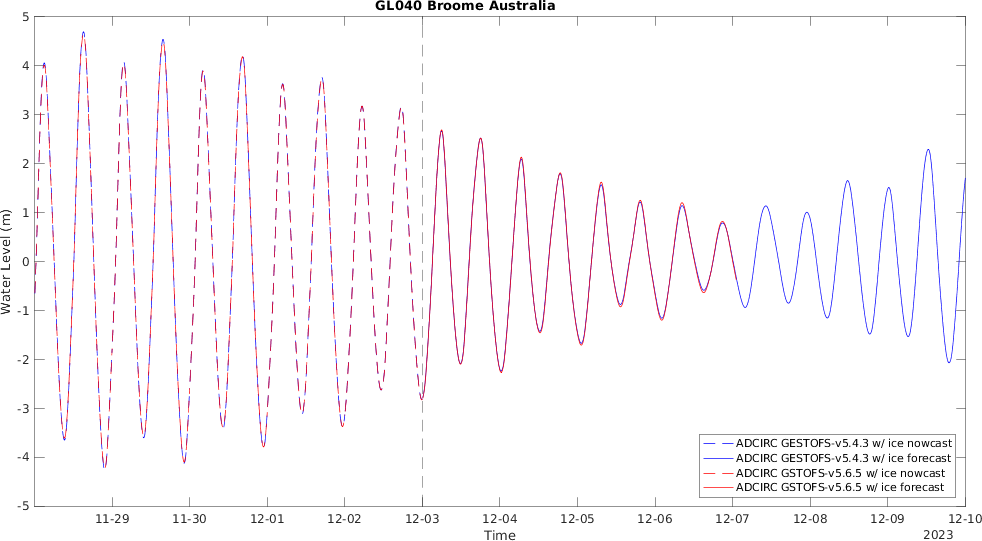 GL040 Broome Australia
5
4
3
2
1
0
-1
-2
-3
-4
-5
Water Level (m)
ADCIRC GESTOFS-v5.4.3 w/ ice nowcast
ADCIRC GESTOFS-v5.4.3 w/ ice forecast
ADCIRC GSTOFS-v5.6.5 w/ ice nowcast
ADCIRC GSTOFS-v5.6.5 w/ ice forecast
11-29 11-30 12-01 12-02 12-03 12-04 12-05 12-06 12-07 12-08 12-09 12-10
Time
2023